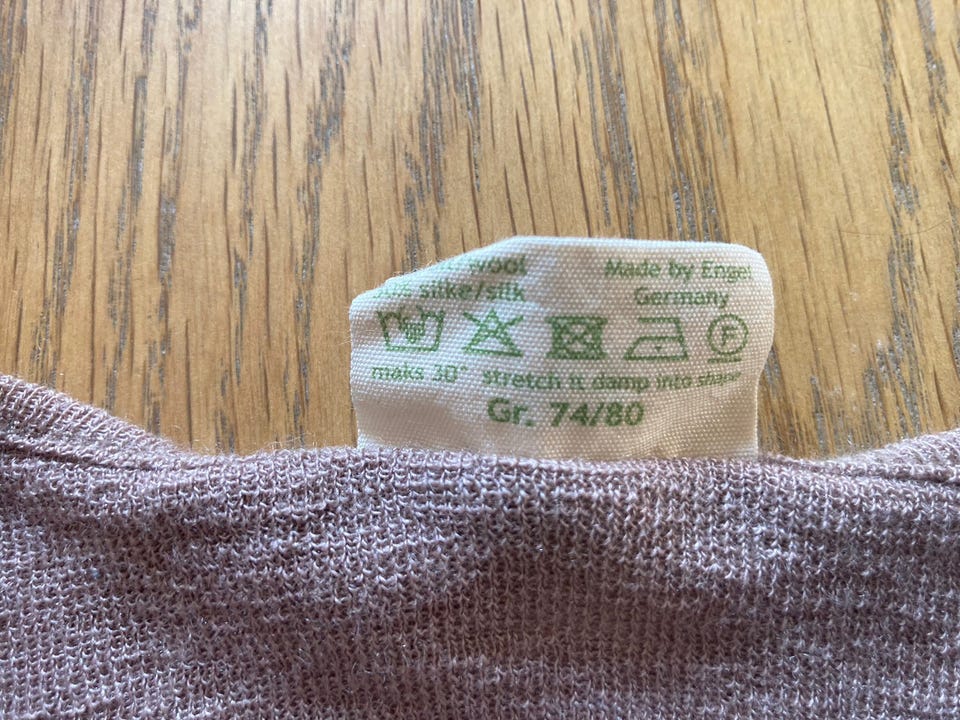 wool
silke/silk
Made by Engel
Germany
F
maks 30° stretch it damp into shape
Gr. 74/80